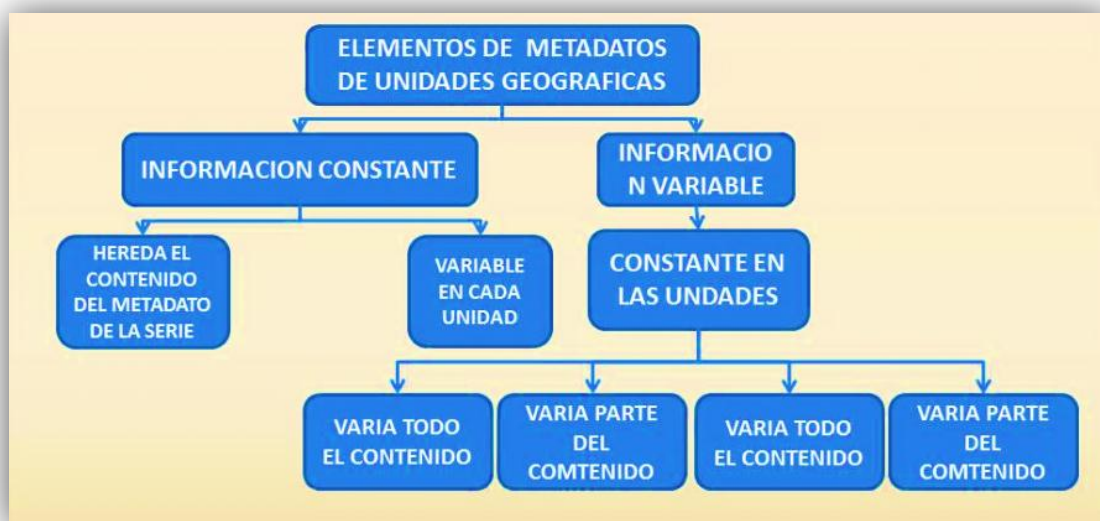 ELEMENTOS DE METADATOS
DE UNIDADES GEOGRAFICAS
INFORMACION CONSTANTE
INFORMACIO
N VARIABLE
HEREDA EL
CONTENIDO
DEL METADATO
DE LA SERIE
VARIABLE
EN CADA
UNIDAD
CONSTANTE EN
LAS UNDADES
VARIA TODO
EL CONTENIDO
VARIA PARTE
DEL
COMTENIDO
VARIA TODO
EL CONTENIDO
VARIA PARTE
DEL
COMTENIDO